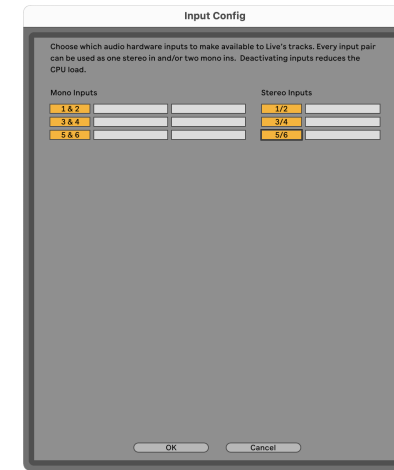 Input Config
Choose which audio hardware inputs to make available to Live's tracks. Every input pair
can be used as one stereo in and/or two mono ins. Deactivating inputs reduces the
CPU load.
Mono Inputs Stereo Inputs
1 & 2 1/2
3 & 4 3/4
5 & 6 5/6
OK Cancel